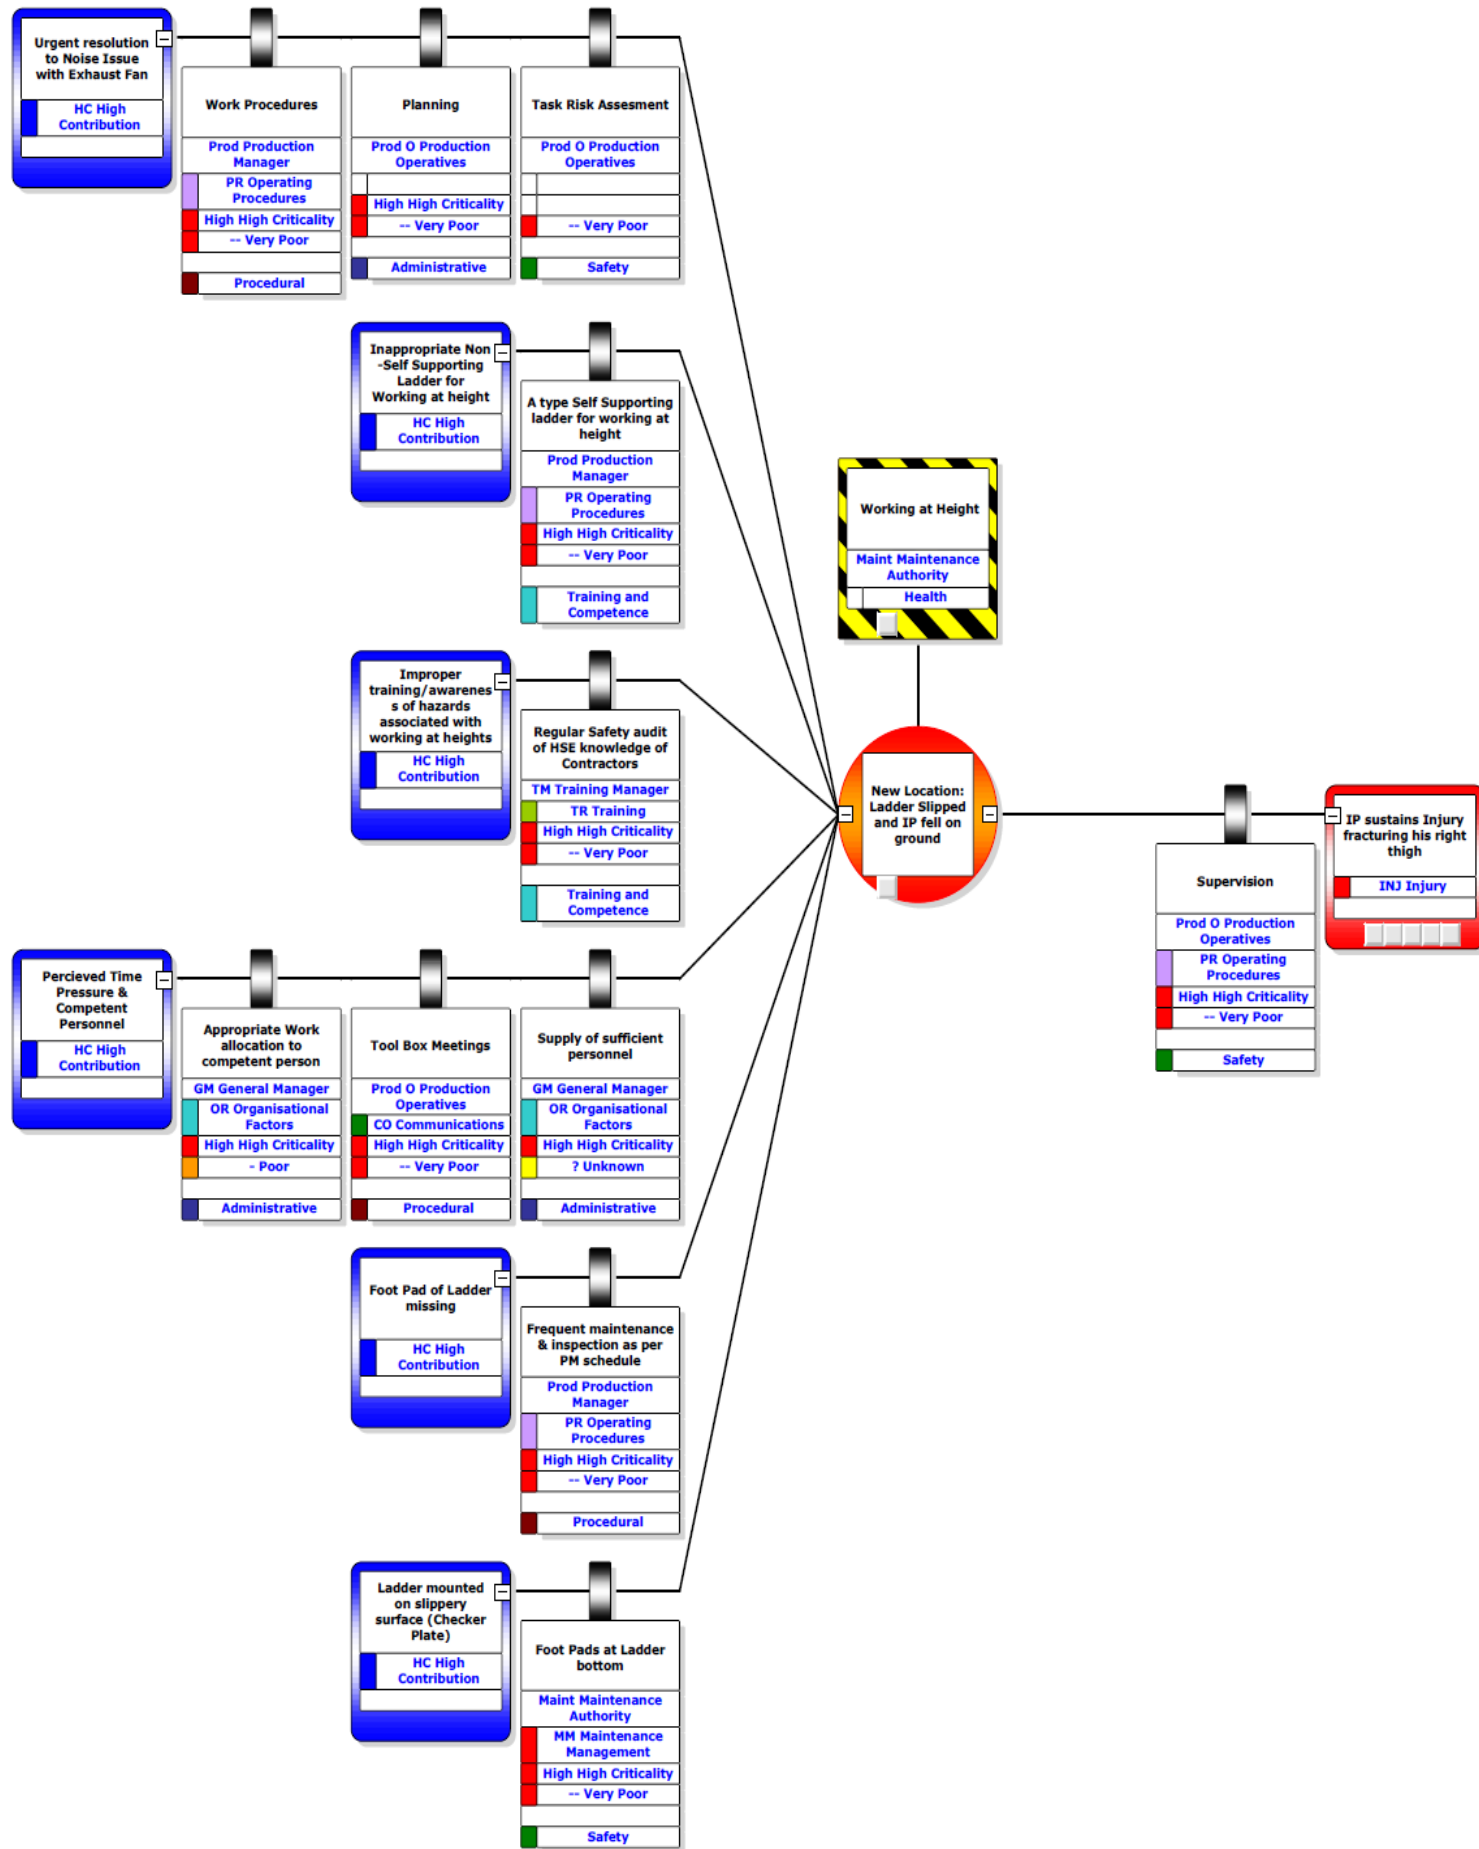 Urgent resolution
to Noise Issue
with Exhaust Fan
HC High
Contribution
Work Procedures
Prod Production
Manager
PR Operating
Procedures
High High Criticality
-- Very Poor
Procedural
Planning
Prod O Production
Operatives
High High Criticality
-- Very Poor
Administrative
Task Risk Assesment
Prod O Production
Operatives
-- Very Poor
Safety
Inappropriate Non
-Self Supporting
Ladder for
Working at height
HC High
Contribution
A type Self Supporting
ladder for working at
height
Prod Production
Manager
PR Operating
Procedures
High High Criticality
-- Very Poor
Training and
Competence
Working at Height
Maint Maintenance
Authority
Health
Improper
training/awarenes
s of hazards
associated with
working at heights
HC High
Contribution
Regular Safety audit
of HSE knowledge of
Contractors
TM Training Manager
TR Training
High High Criticality
-- Very Poor
Training and
Competence
New Location:
Ladder Slipped
and IP fell on
ground
Supervision
Prod O Production
Operatives
PR Operating
Procedures
High High Criticality
-- Very Poor
Safety
IP sustains Injury
fracturing his right
thigh
INJ Injury
Percieved Time
Pressure &
Competent
Personnel
HC High
Contribution
Appropriate Work
allocation to
competent person
GM General Manager
OR Organisational
Factors
High High Criticality
- Poor
Administrative
Tool Box Meetings
Prod O Production
Operatives
CO Communications
High High Criticality
-- Very Poor
Procedural
Supply of sufficient
personnel
GM General Manager
OR Organisational
Factors
High High Criticality
? Unknown
Administrative
Foot Pad of Ladder
missing
HC High
Contribution
Frequent maintenance
& inspection as per
PM schedule
Prod Production
Manager
PR Operating
Procedures
High High Criticality
-- Very Poor
Procedural
Ladder mounted
on slippery
surface (Checker
Plate)
HC High
Contribution
Foot Pads at Ladder
bottom
Maint Maintenance
Authority
MM Maintenance
Management
High High Criticality
-- Very Poor
Safety